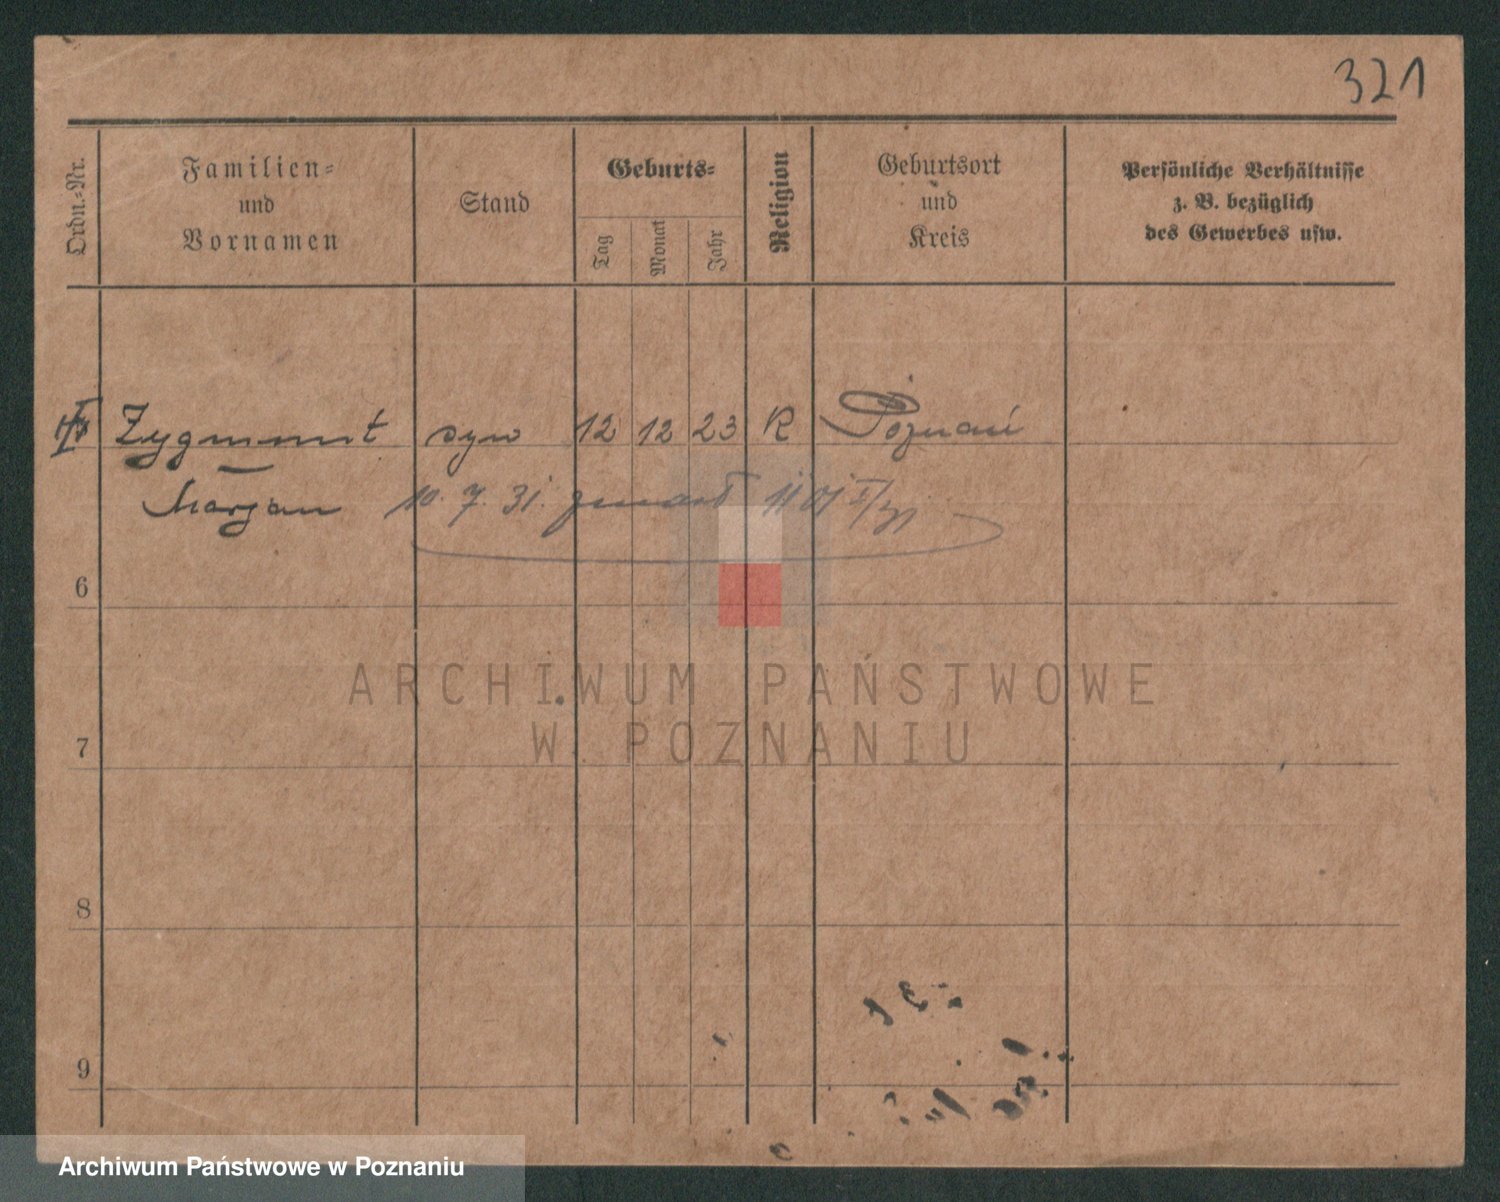 321
Ordn.-Nr.
Familien-
und
Vornamen
Stand
Geburts-
Tag
Monat
Jahr
Religion
Geburtsort
und
Kreis
Persönliche Verhältnisse
z. B. bezüglich
des Gewerbes usw.
Zygmunt syn 12 12 23 R Poznań
Marjan 10. 7. 31. zmarł
6
ARCHIWUM PAŃSTWOWE
W POZNANIU
7
8
9
Archiwum Państwowe w Poznaniu